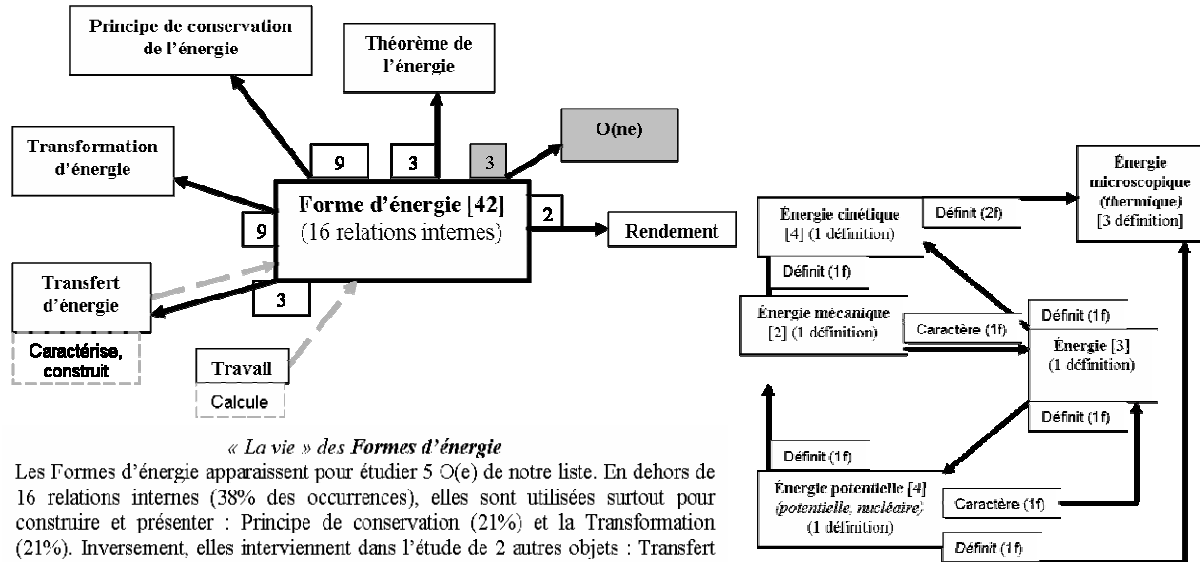 Principe de conservation
de l'énergie
Théorème de
l'énergie
O(ne)
Transformation
d'énergie
9
3
3
Forme d'énergie [42]
(16 relations internes)
2
Rendement
9
Transfert
d'énergie
3
Caractérise,
construit
Travail
Calcule
« La vie » des Formes d'énergie
Les Formes d'énergie apparaissent pour étudier 5 O(e) de notre liste. En dehors de
16 relations internes (38% des occurrences), elles sont utilisées surtout pour
construire et présenter : Principe de conservation (21%) et la Transformation
(21%). Inversement, elles interviennent dans l'étude de 2 autres objets : Transfert
Énergie
microscopique
(thermique)
[3 définition]
Énergie cinétique
[4] (1 définition)
Définit (2f)
Définit (1f)
Énergie mécanique
[2] (1 définition)
Caractère (1f)
Définit (1f)
Énergie [3]
(1 définition)
Définit (1f)
Définit (1f)
Énergie potentielle [4]
(potentielle, nucléaire)
(1 définition)
Caractère (1f)
Définit (1f)